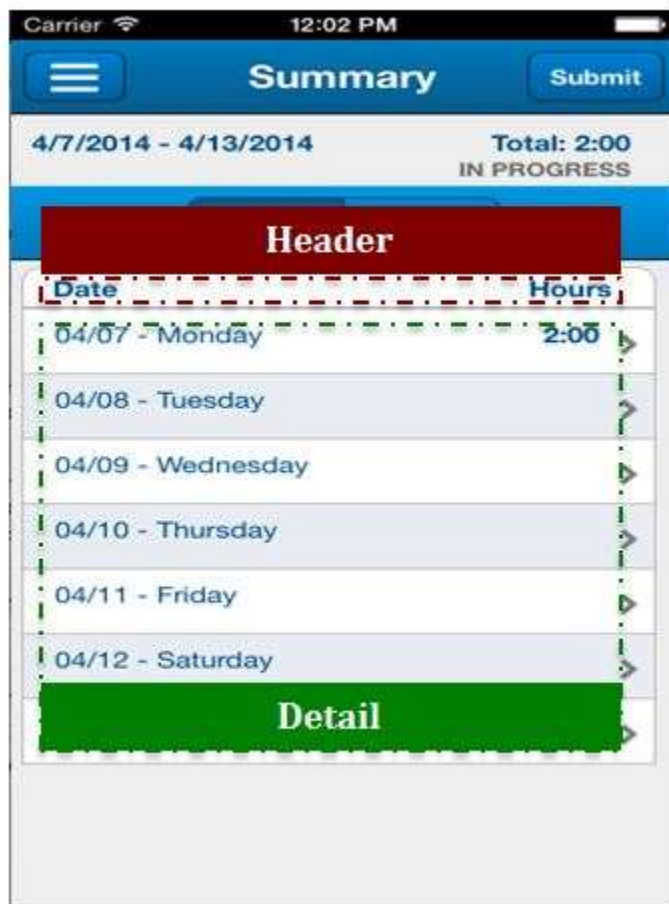 Carrier 12:02 PM
Summary Submit
4/7/2014 - 4/13/2014 Total: 2:00
IN PROGRESS
Header
Date Hours
04/07 - Monday 2:00
04/08 - Tuesday
04/09 - Wednesday
04/10 - Thursday
04/11 - Friday
04/12 - Saturday
Detail